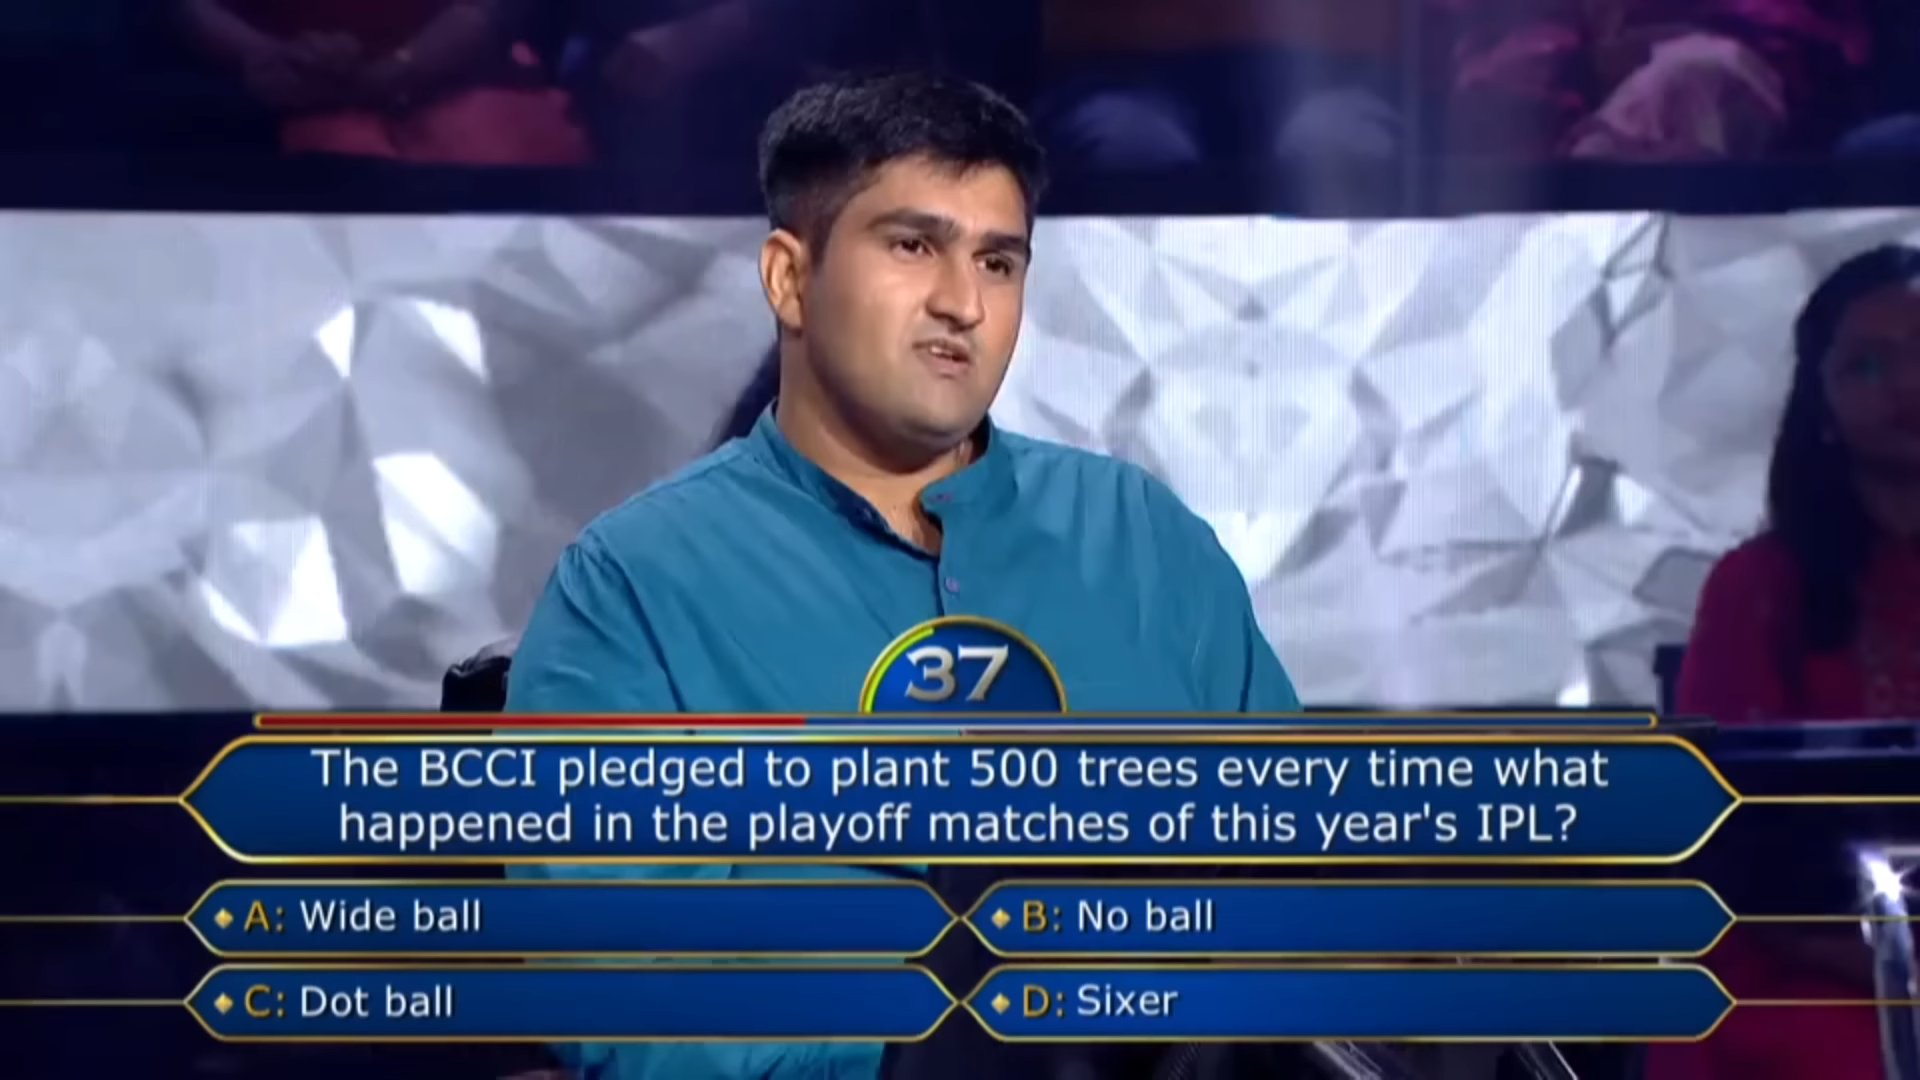 37
The BCCI pledged to plant 500 trees every time what
happened in the playoff matches of this year's IPL?
A: Wide ball
B: No ball
C: Dot ball
D: Sixer